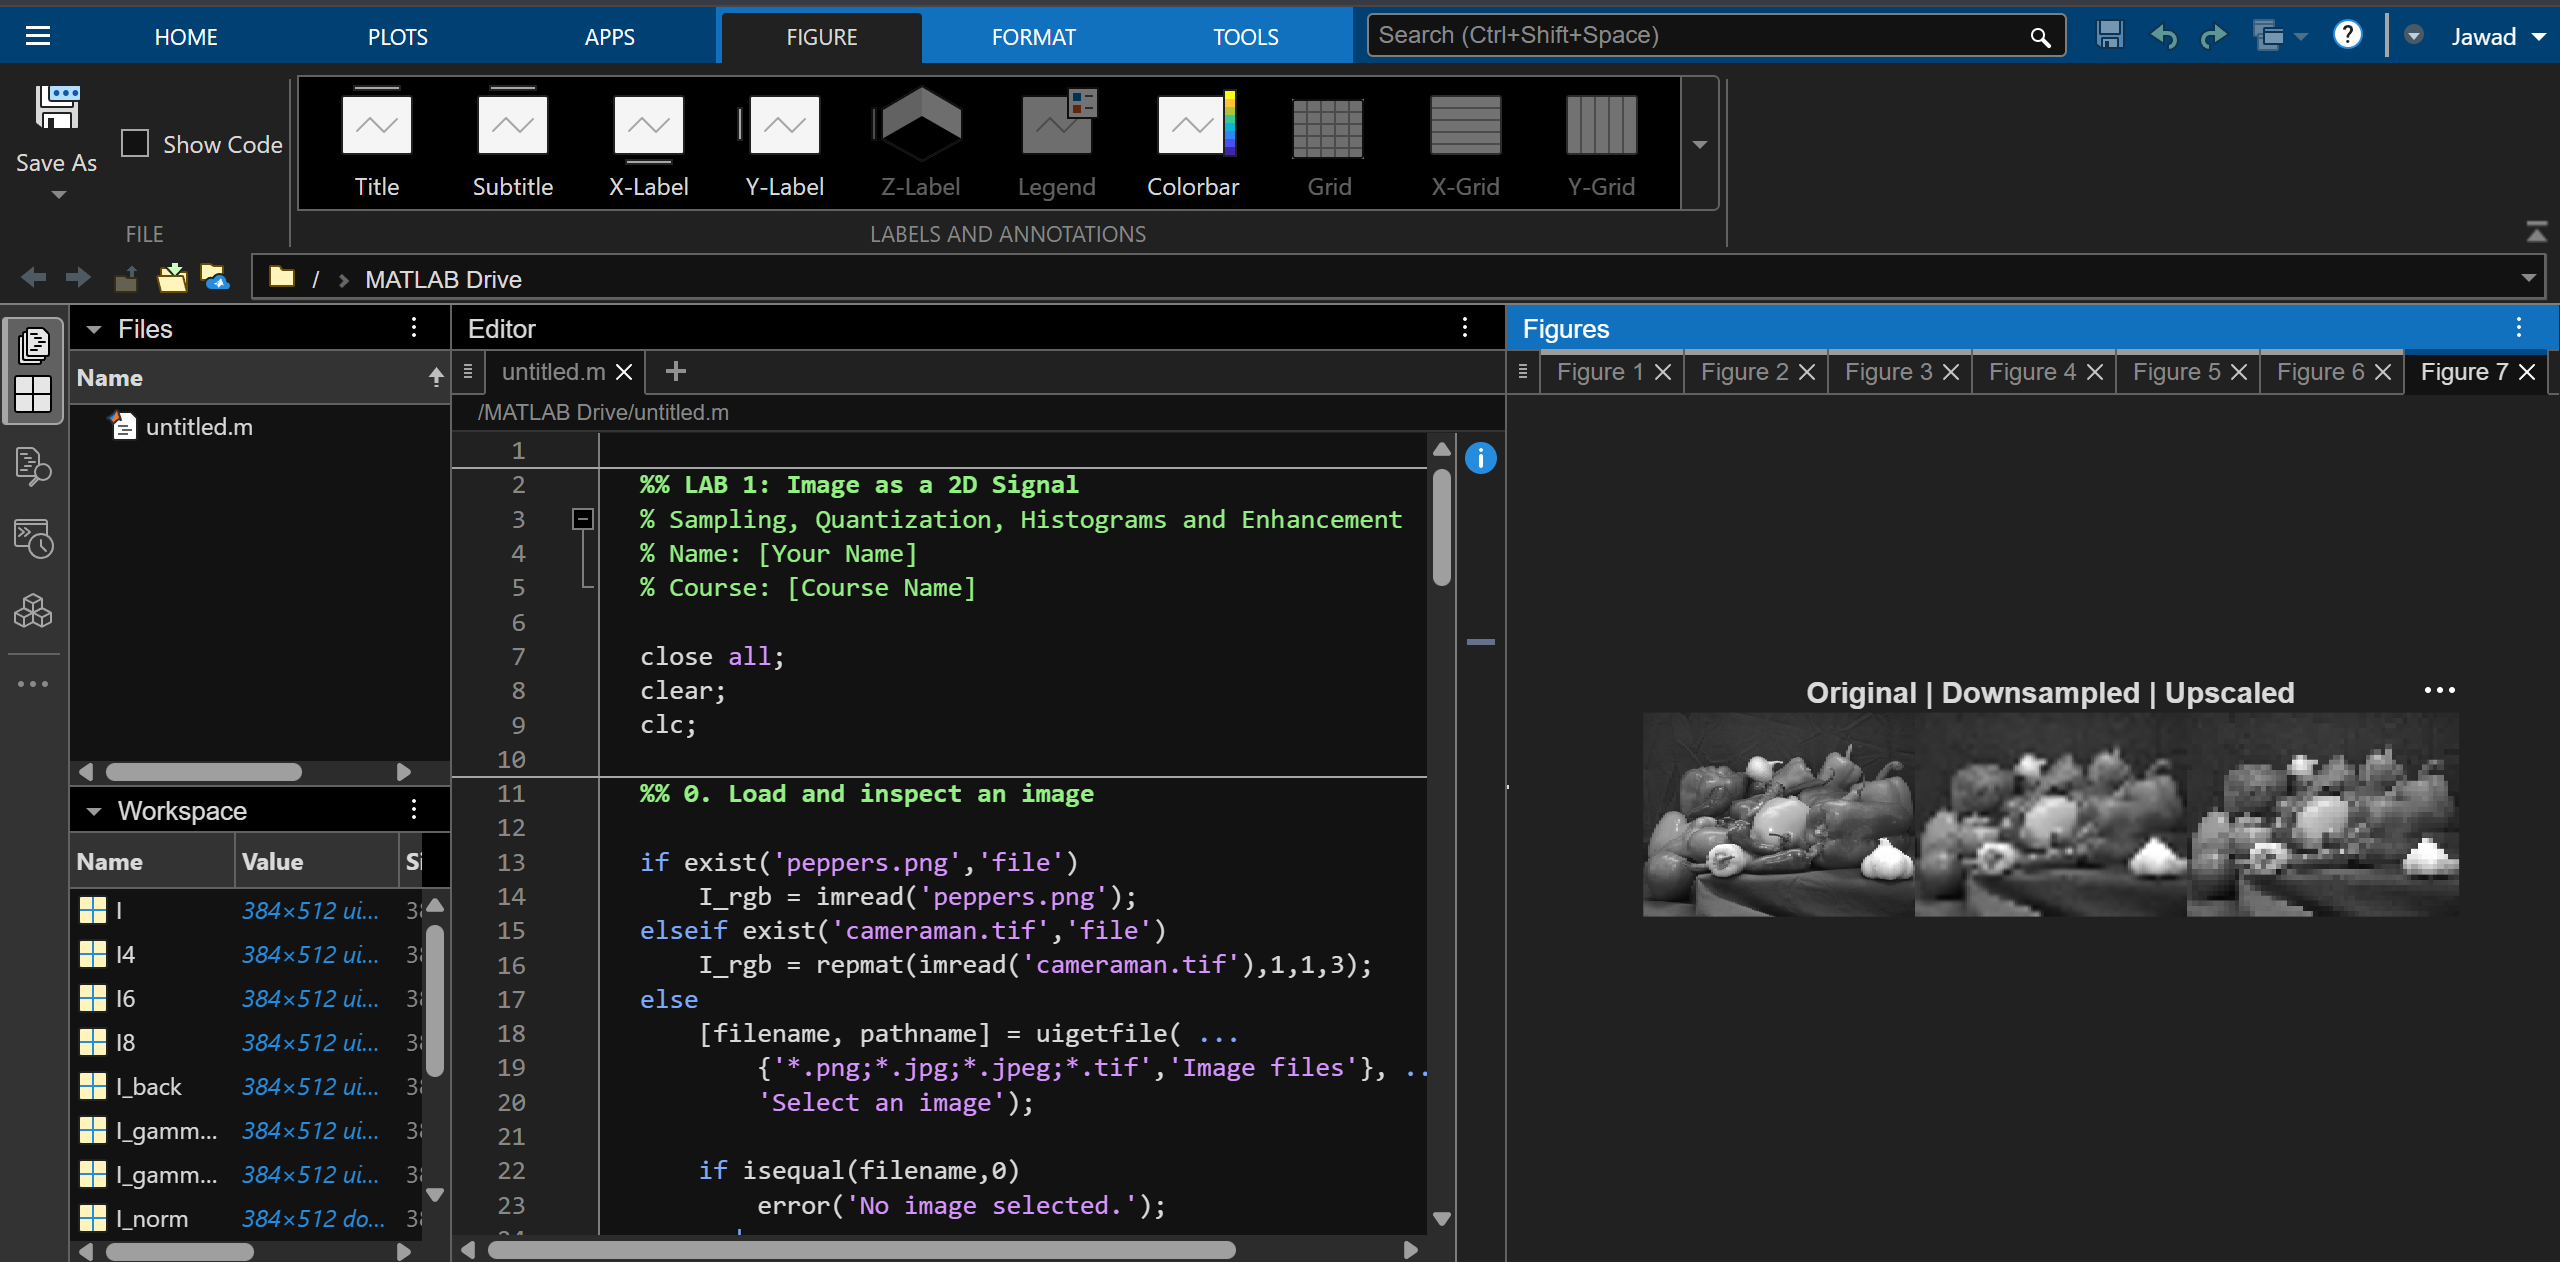 HOME PLOTS APPS FIGURE FORMAT TOOLS Search (Ctrl+Shift+Space) ? Jawad
Save As
Show Code
Title Subtitle X-Label Y-Label Z-Label Legend Colorbar Grid X-Grid Y-Grid
FILE LABELS AND ANNOTATIONS
/ MATLAB Drive
Files
Name
untitled.m
Workspace
Name Value Si
I 384×512 ui... 38
I4 384×512 ui... 38
I6 384×512 ui... 38
I8 384×512 ui... 38
I_back 384×512 ui... 38
I_gamm... 384×512 ui... 38
I_gamm... 384×512 ui... 38
I_norm 384×512 do... 38
Editor
untitled.m
/MATLAB Drive/untitled.m
1
2 %% LAB 1: Image as a 2D Signal
3 % Sampling, Quantization, Histograms and Enhancement
4 % Name: [Your Name]
5 % Course: [Course Name]
6
7 close all;
8 clear;
9 clc;
10
11 %% 0. Load and inspect an image
12
13 if exist('peppers.png','file')
14 I_rgb = imread('peppers.png');
15 elseif exist('cameraman.tif','file')
16 I_rgb = repmat(imread('cameraman.tif'),1,1,3);
17 else
18 [filename, pathname] = uigetfile( ...
19 {'*.png;*.jpg;*.jpeg;*.tif','Image files'}, ..
20 'Select an image');
21
22 if isequal(filename,0)
23 error('No image selected.');
Figures
Figure 1 Figure 2 Figure 3 Figure 4 Figure 5 Figure 6 Figure 7
Original | Downsampled | Upscaled